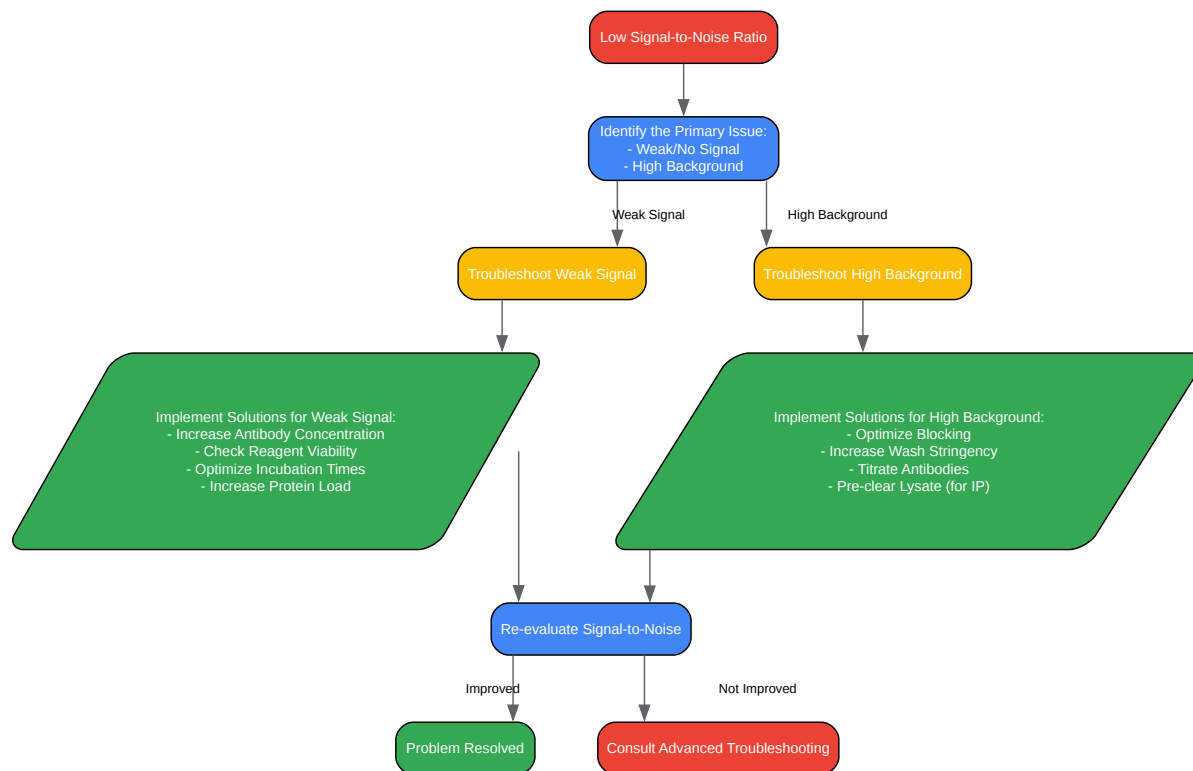 Low Signal-to-Noise Ratio
Identify the Primary Issue:
- Weak/No Signal
- High Background
Weak Signal
High Background
Troubleshoot Weak Signal
Troubleshoot High Background
Implement Solutions for Weak Signal:
- Increase Antibody Concentration
- Check Reagent Viability
- Optimize Incubation Times
- Increase Protein Load
Implement Solutions for High Background:
- Optimize Blocking
- Increase Wash Stringency
- Titrate Antibodies
- Pre-clear Lysate (for IP)
Re-evaluate Signal-to-Noise
Improved
Not Improved
Problem Resolved
Consult Advanced Troubleshooting